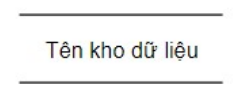 Tên kho dữ liệu